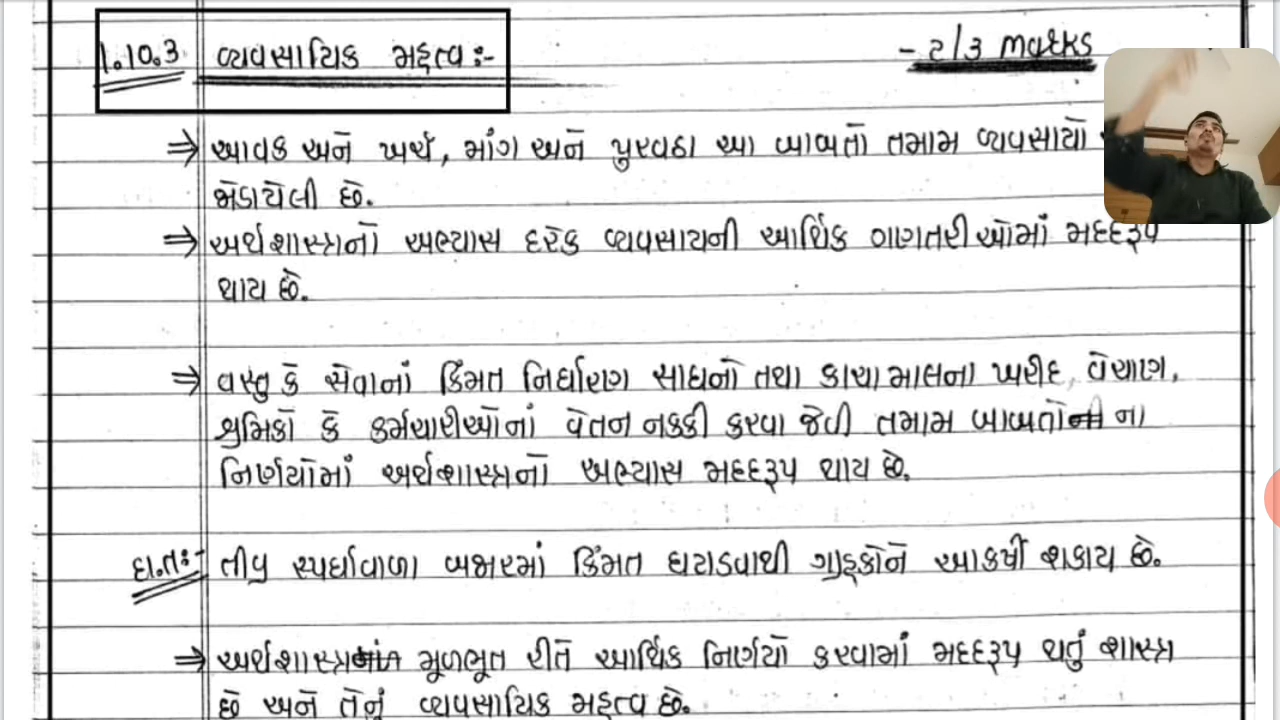 1.10.3 વ્યવસાયિક મહત્વ :-
- 2/3 Marks
⇒ આવક અને ખર્ચ, માંગ અને પુરવઠા આ બાબતો તમામ વ્યવસાયો
જોડાયેલી છે.
⇒ અર્થશાસ્ત્રનો અભ્યાસ દરેક વ્યવસાયની આર્થિક ગણતરીઓમાં મદદરૂપ
થાય છે.
⇒ વસ્તુ કે સેવાનાં કિંમત નિર્ધારણ સાધનો તથા કાચામાલના ખરીદ, વેચાણ,
શ્રમિકો કે કર્મચારીઓનાં વેતન નક્કી કરવા જેવી તમામ બાબતો ના
નિર્ણયોમાં અર્થશાસ્ત્રનો અભ્યાસ મદદરૂપ થાય છે.
દા.ત:- તીવ્ર સ્પર્ધાવાળા બજારમાં કિંમત ઘટાડવાથી ગ્રાહકોને આકર્ષી શકાય છે.
⇒ અર્થશાસ્ત્ર મૂળભૂત રીતે આર્થિક નિર્ણયો કરવામાં મદદરૂપ થતું શાસ્ત્ર
છે અને તેનું વ્યવસાયિક મહત્વ છે.